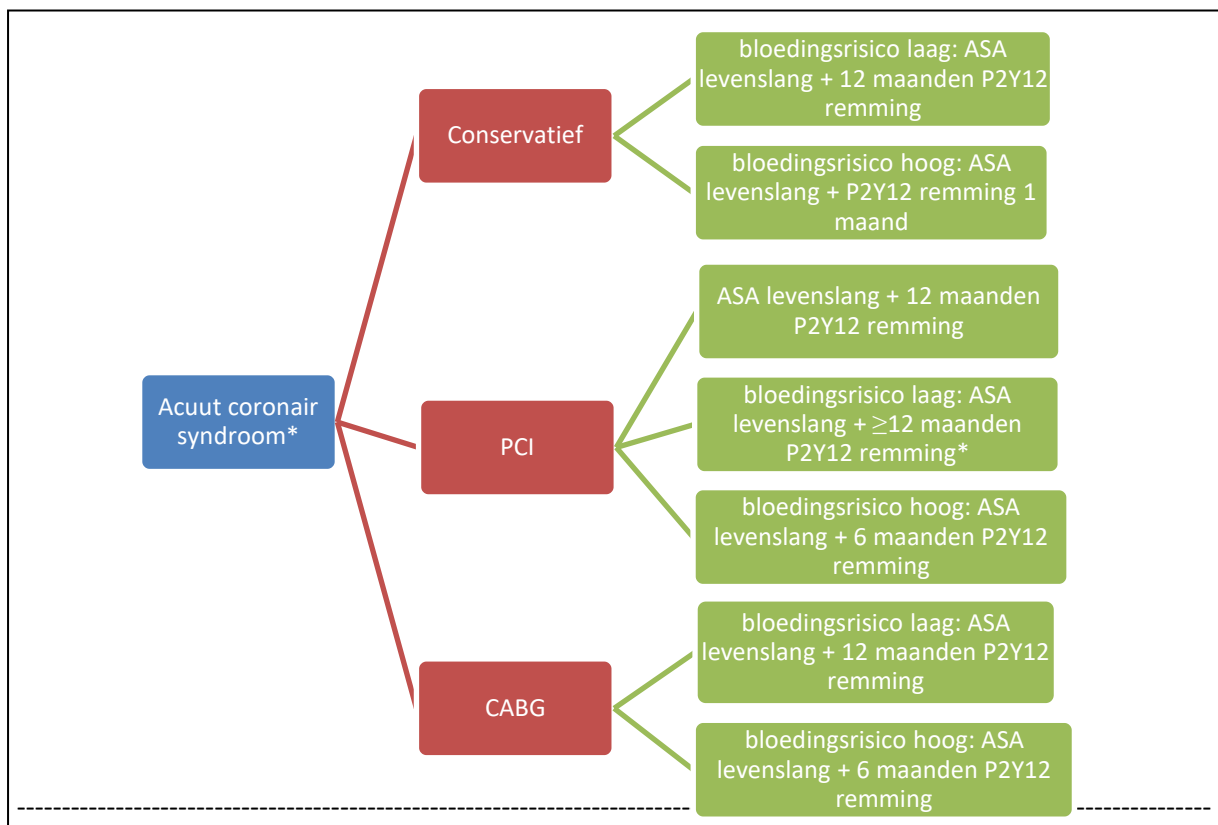 bloedingsrisico laag: ASA
levenslang + 12 maanden P2Y12
remming
Conservatief
bloedingsrisico hoog: ASA
levenslang + P2Y12 remming 1
maand
ASA levenslang + 12 maanden
P2Y12 remming
Acuut coronair
syndroom*
PCI
bloedingsrisico laag: ASA
levenslang + ≥12 maanden
P2Y12 remming*
bloedingsrisico hoog: ASA
levenslang + 6 maanden P2Y12
remming
bloedingsrisico laag: ASA
levenslang + 12 maanden P2Y12
remming
CABG
bloedingsrisico hoog: ASA
levenslang + 6 maanden P2Y12
remming